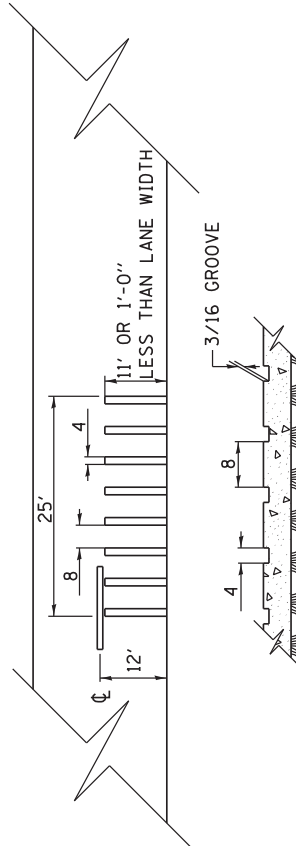 25'
4
8
12'
℄
11' OR 1'-0"
LESS THAN LANE WIDTH
3/16 GROOVE
8
4